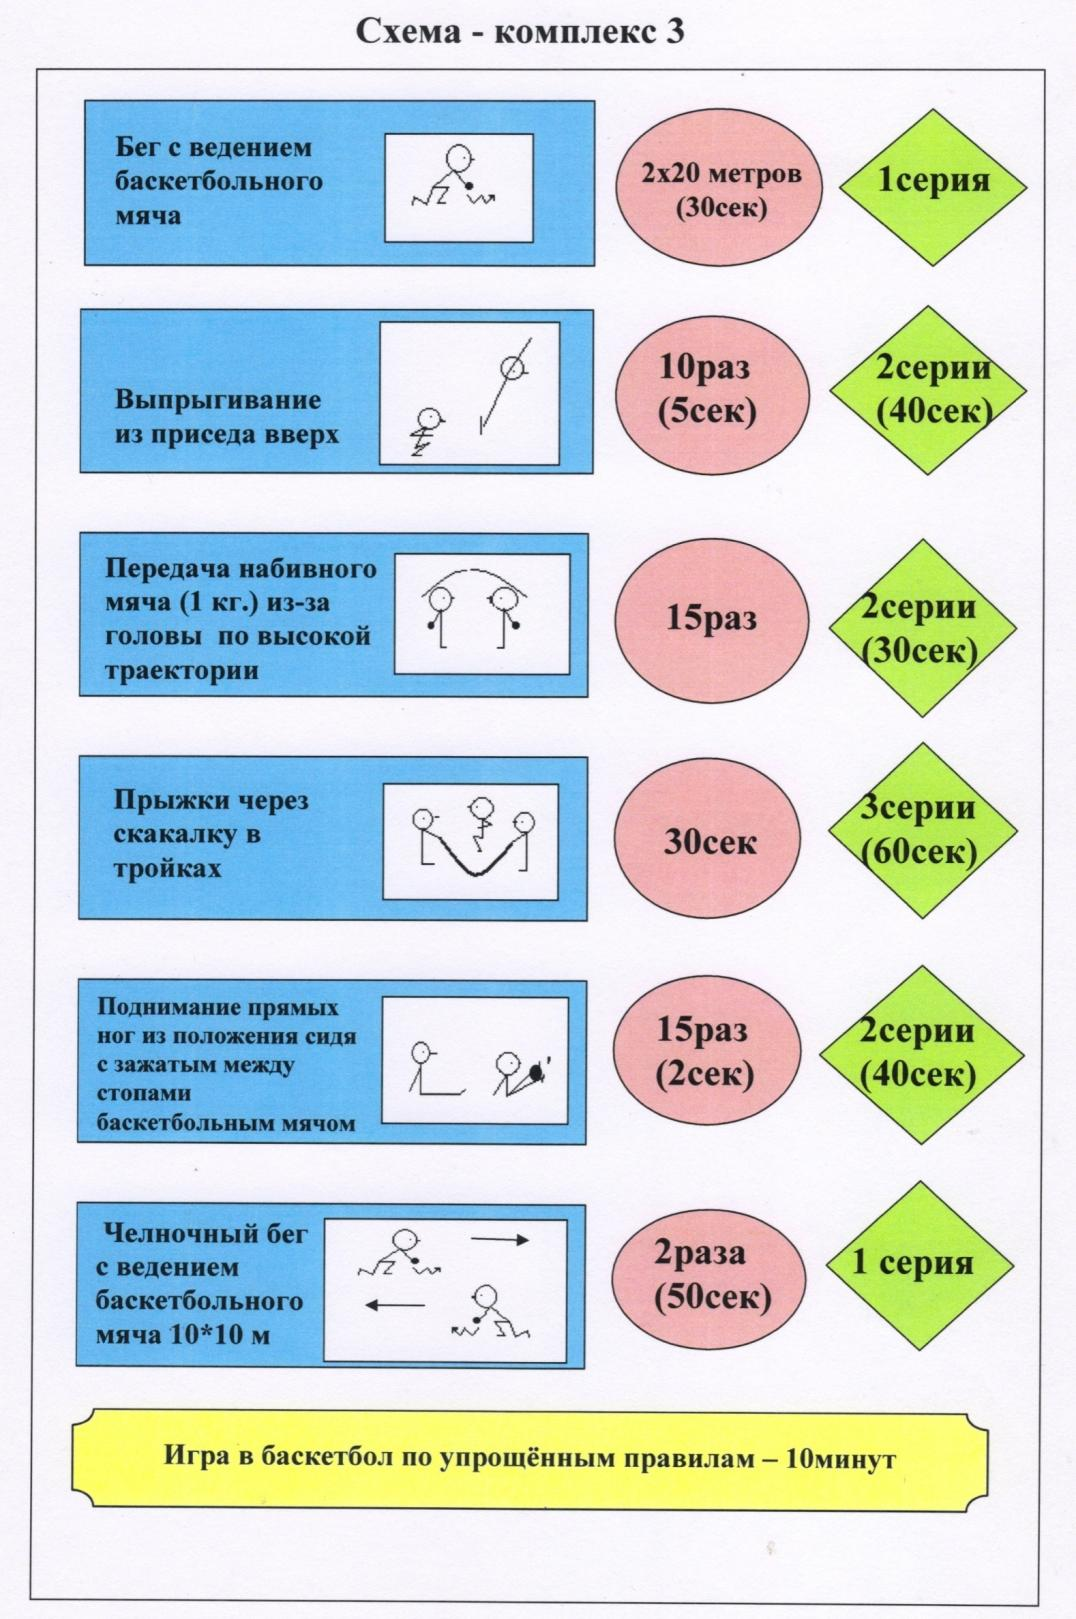 Схема - комплекс 3
Бег с ведением
баскетбольного
мяча
2х20 метров
(30сек)
1серия
Выпрыгивание
из приседа вверх
10раз
(5сек)
2серии
(40сек)
Передача набивного
мяча (1 кг.) из-за
головы по высокой
траектории
15раз
2серии
(30сек)
Прыжки через
скакалку в
тройках
30сек
3серии
(60сек)
Поднимание прямых
ног из положения сидя
с зажатым между
стопами
баскетбольным мячом
15раз
(2сек)
2серии
(40сек)
Челночный бег
с ведением
баскетбольного
мяча 10*10 м
2раза
(50сек)
1 серия
Игра в баскетбол по упрощённым правилам – 10минут